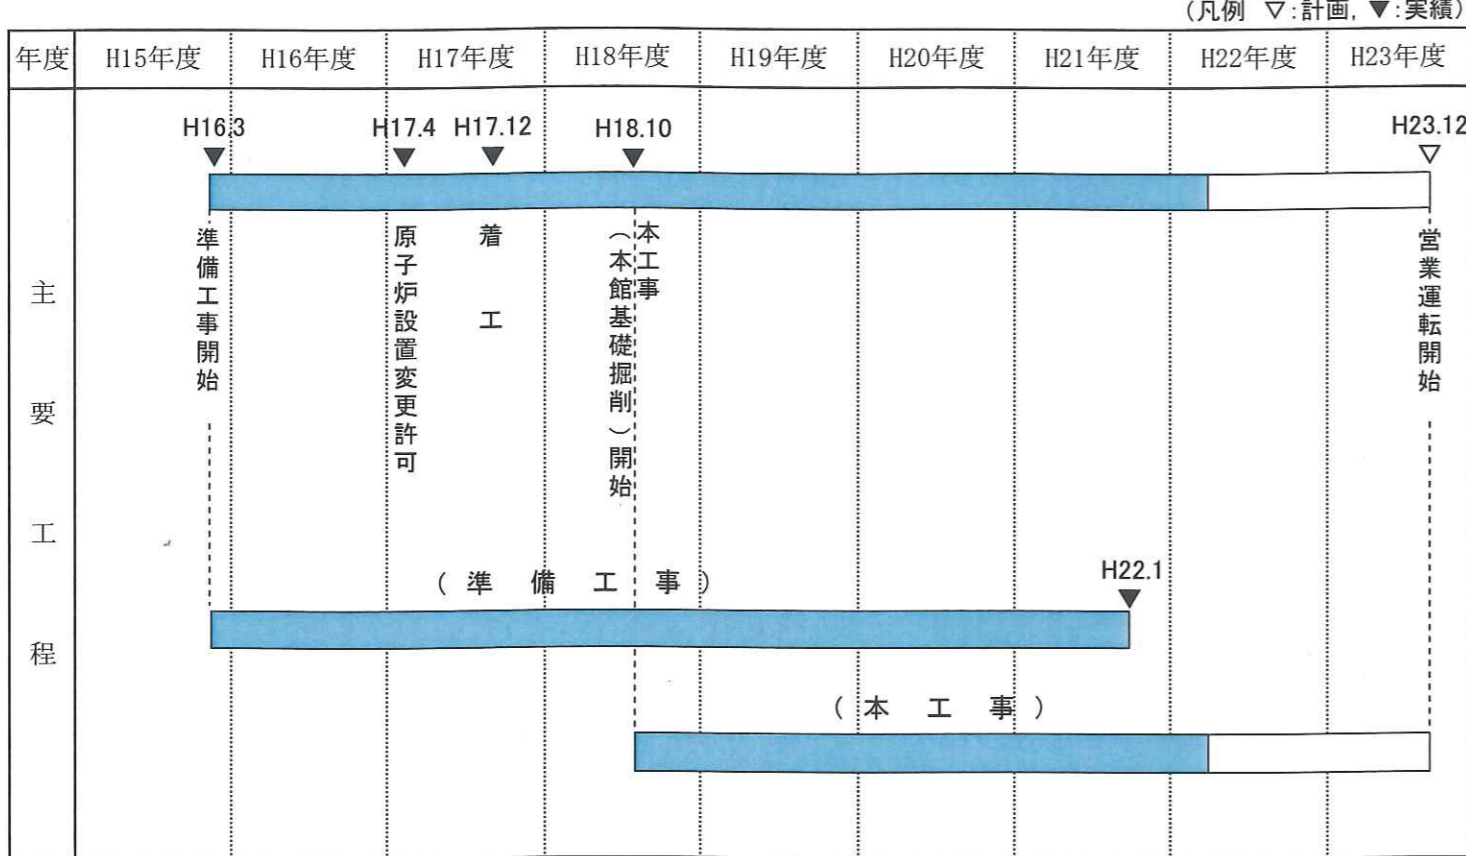 (凡例 ▽:計画, ▼:実績)
年度 H15年度 H16年度 H17年度 H18年度 H19年度 H20年度 H21年度 H22年度 H23年度
主要工程
H16.3 H17.4 H17.12 H18.10 H23.12
▼ ▼ ▼ ▼ ▽
準備工事開始
原子炉設置変更許可
着工
本工事
(本館基礎掘削)開始
営業運転開始
H22.1
▼
(準備工事)
(本工事)